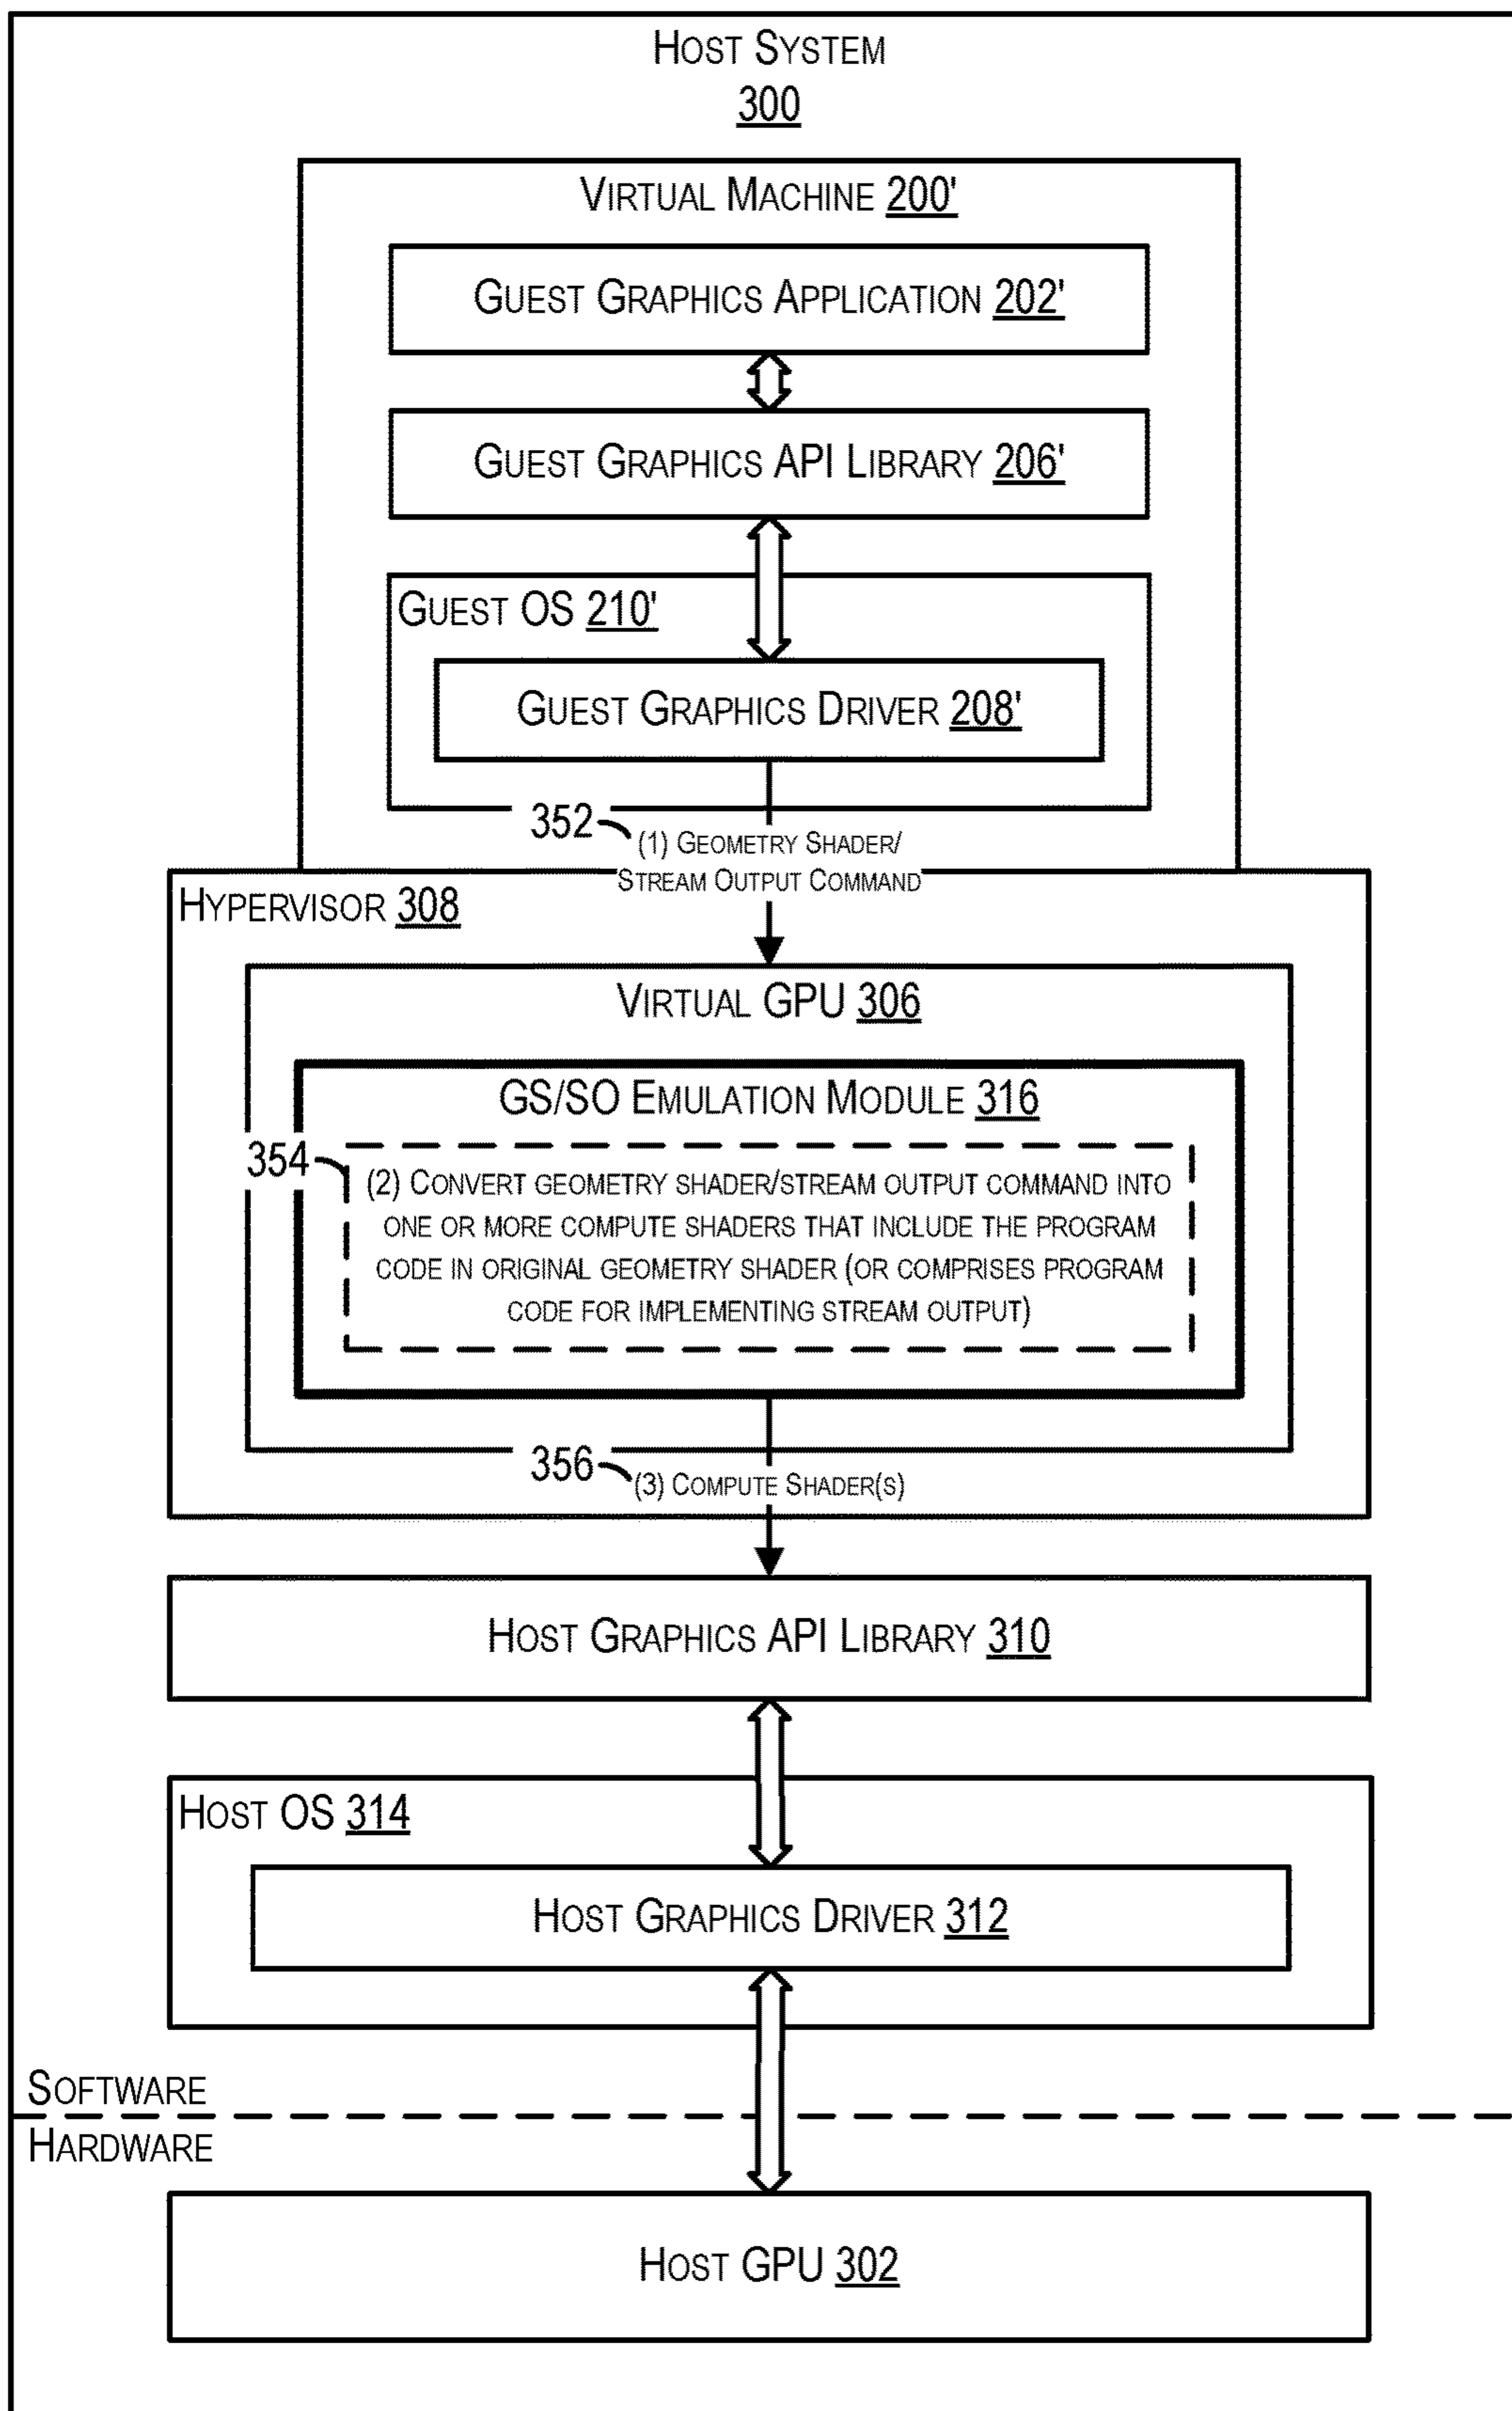 Host System
300
Virtual Machine 200'
Guest Graphics Application 202'
Guest Graphics API Library 206'
Guest OS 210'
Guest Graphics Driver 208'
352
(1) Geometry Shader/
Stream Output Command
Hypervisor 308
Virtual GPU 306
GS/SO Emulation Module 316
354
(2) Convert geometry shader/stream output command into
one or more compute shaders that include the program
code in original geometry shader (or comprises program
code for implementing stream output)
356
(3) Compute Shader(s)
Host Graphics API Library 310
Host OS 314
Host Graphics Driver 312
Software
Hardware
Host GPU 302